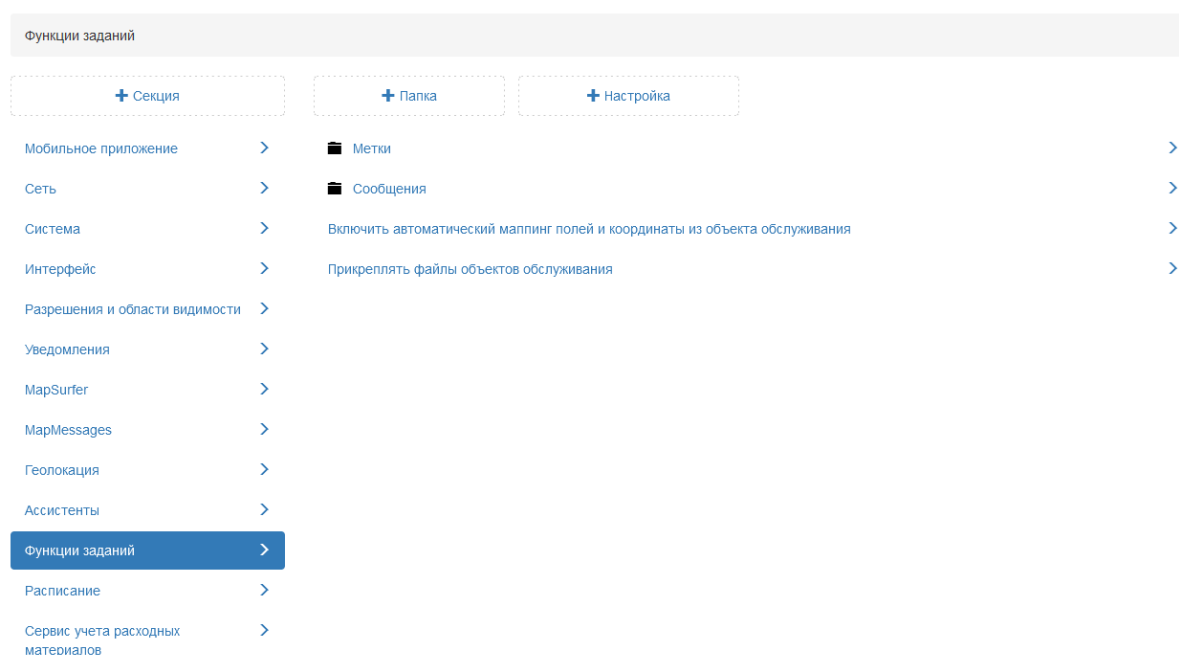 Функции заданий
Секция
Папка
Настройка
Мобильное приложение
Сеть
Система
Интерфейс
Разрешения и области видимости
Уведомления
MapSurfer
MapMessages
Геолокация
Ассистенты
Функции заданий
Расписание
Сервис учета расходных
материалов
Метки
Сообщения
Включить автоматический маппинг полей и координаты из объекта обслуживания
Прикреплять файлы объектов обслуживания